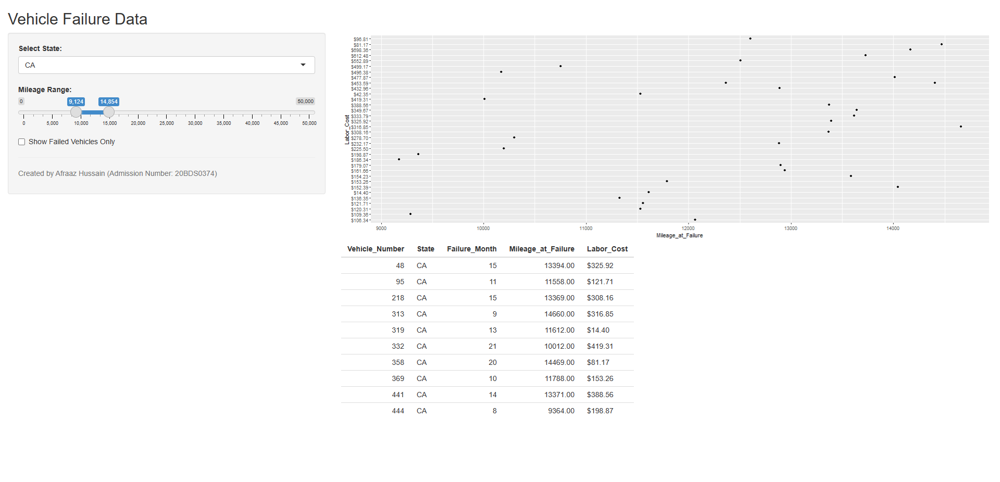 Vehicle Failure Data
Select State:
CA
Mileage Range:
0 9,124 14,854 50,000
0 5,000 10,000 15,000 20,000 25,000 30,000 35,000 40,000 45,000 50,000
Show Failed Vehicles Only
Created by Afraaz Hussain (Admission Number: 20BDS0374)
Labor_Cost
$96.81
$81.17
$698.36
$612.48
$552.89
$499.17
$496.38
$477.87
$453.59
$432.96
$42.35
$419.31
$388.56
$349.67
$333.79
$325.92
$316.85
$308.16
$278.70
$232.17
$225.50
$198.87
$186.34
$179.07
$161.66
$154.23
$153.26
$152.39
$14.40
$136.35
$121.71
$120.31
$109.36
$106.34
9000 10000 11000 12000 13000 14000
Mileage_at_Failure
Vehicle_Number State Failure_Month Mileage_at_Failure Labor_Cost
48 CA 15 13394.00 $325.92
95 CA 11 11558.00 $121.71
218 CA 15 13369.00 $308.16
313 CA 9 14660.00 $316.85
319 CA 13 11612.00 $14.40
332 CA 21 10012.00 $419.31
358 CA 20 14469.00 $81.17
369 CA 10 11788.00 $153.26
441 CA 14 13371.00 $388.56
444 CA 8 9364.00 $198.87